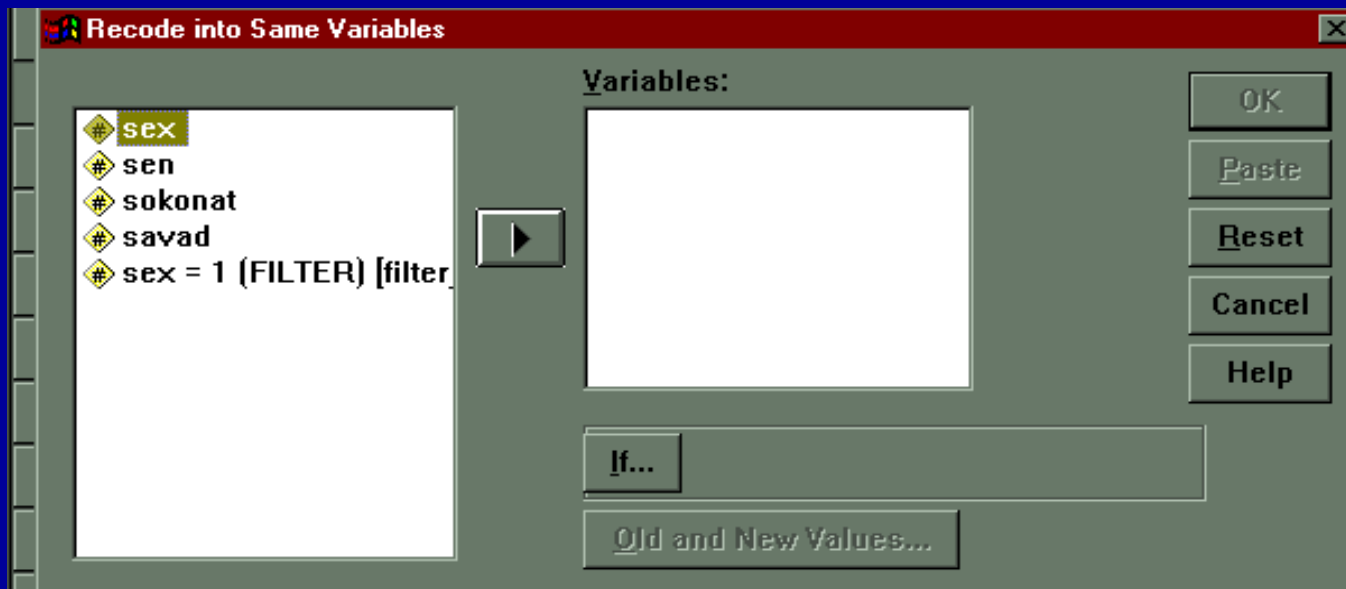 Recode into Same Variables
Variables:
sex
sen
sokonat
savad
sex = 1 (FILTER) [filter_
OK
Paste
Reset
Cancel
Help
If...
Old and New Values...